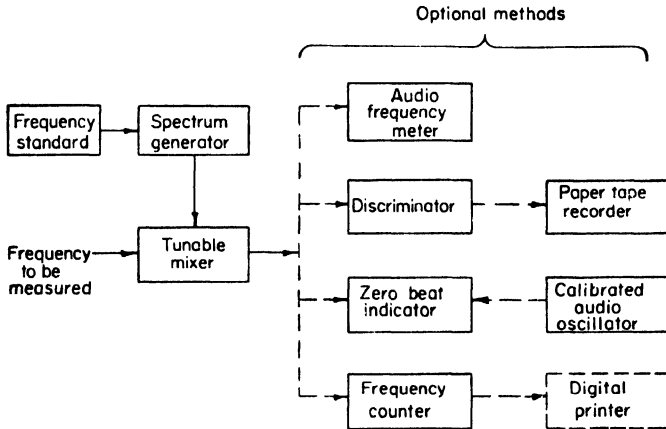 Optional methods
Audio
frequency
meter
Frequency
standard
Spectrum
generator
Discriminator
Paper tape
recorder
Frequency
to be
measured
Tunable
mixer
Zero beat
indicator
Calibrated
audio
oscillator
Frequency
counter
Digital
printer